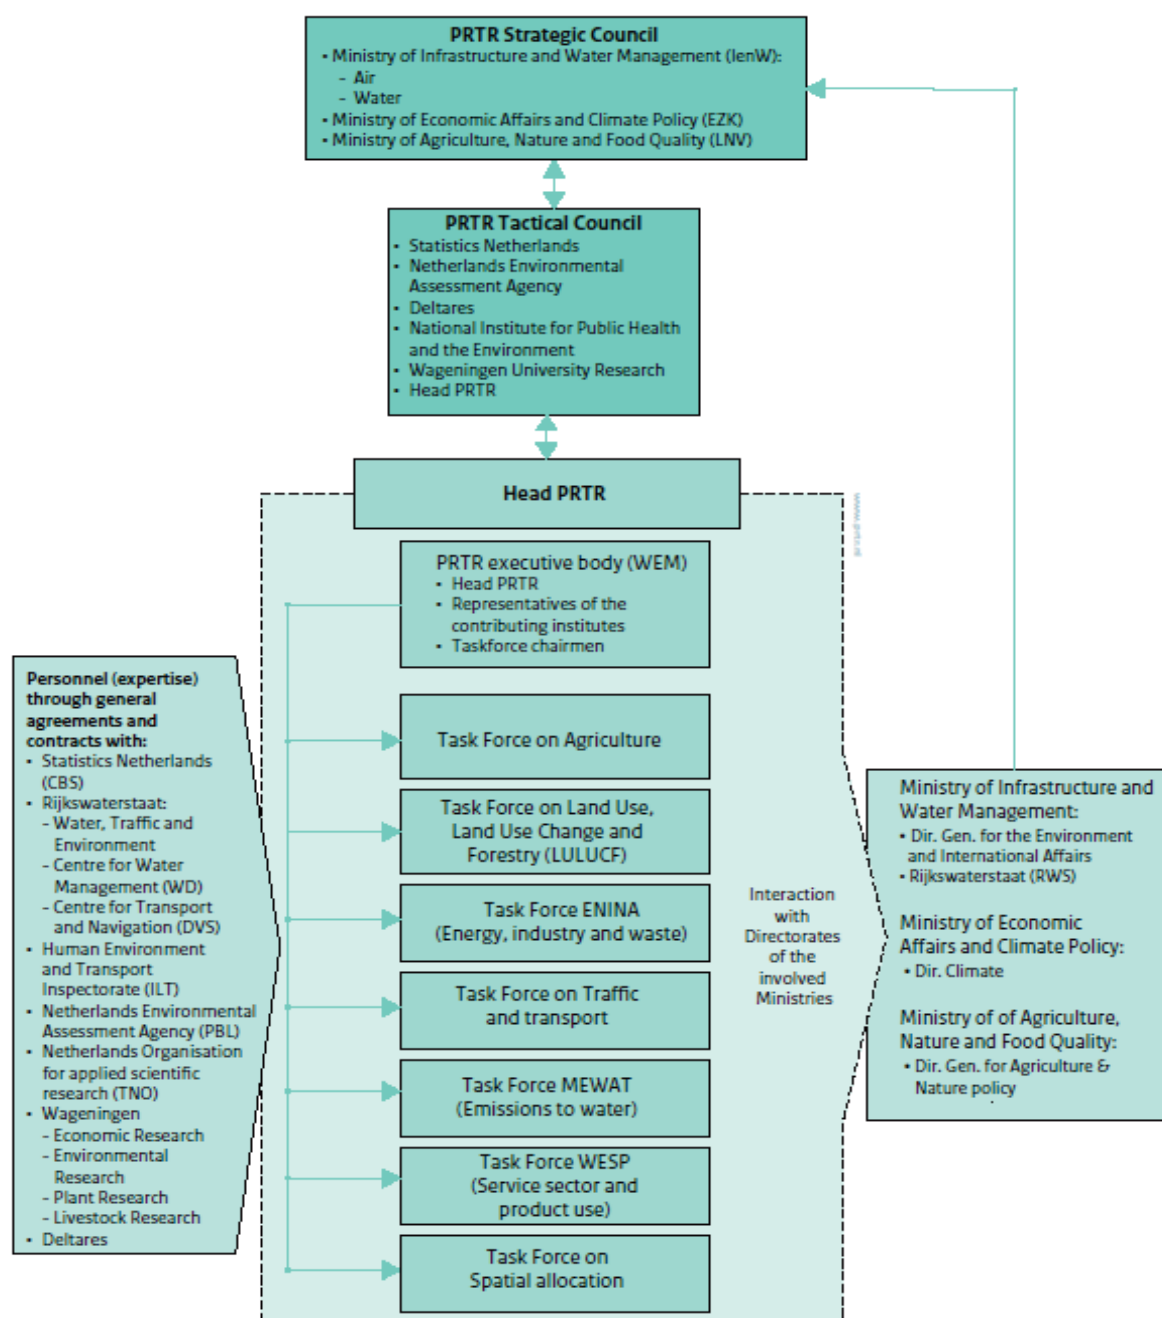 PRTR Strategic Council
• Ministry of Infrastructure and Water Management (IenW):
– Air
– Water
• Ministry of Economic Affairs and Climate Policy (EZK)
• Ministry of Agriculture, Nature and Food Quality (LNV)
PRTR Tactical Council
• Statistics Netherlands
• Netherlands Environmental
Assessment Agency
• Deltares
• National Institute for Public Health
and the Environment
• Wageningen University Research
• Head PRTR
Head PRTR
PRTR executive body (WEM)
• Head PRTR
• Representatives of the
contributing institutes
• Taskforce chairmen
Personnel (expertise)
through general
agreements and
contracts with:
• Statistics Netherlands
(CBS)
• Rijkswaterstaat:
– Water, Traffic and
Environment
– Centre for Water
Management (WD)
– Centre for Transport
and Navigation (DVS)
• Human Environment
and Transport
Inspectorate (ILT)
• Netherlands Environmental
Assessment Agency (PBL)
• Netherlands Organisation
for applied scientific
research (TNO)
• Wageningen
– Economic Research
– Environmental
Research
– Plant Research
– Livestock Research
• Deltares
Task Force on Agriculture
Task Force on Land Use,
Land Use Change and
Forestry (LULUCF)
Task Force ENINA
(Energy, industry and waste)
Task Force on Traffic
and transport
Task Force MEWAT
(Emissions to water)
Task Force WESP
(Service sector and
product use)
Task Force on
Spatial allocation
Interaction
with
Directorates
of the
involved
Ministries
Ministry of Infrastructure and
Water Management:
• Dir. Gen. for the Environment
and International Affairs
• Rijkswaterstaat (RWS)
Ministry of Economic
Affairs and Climate Policy:
• Dir. Climate
Ministry of of Agriculture,
Nature and Food Quality:
• Dir. Gen. for Agriculture &
Nature policy